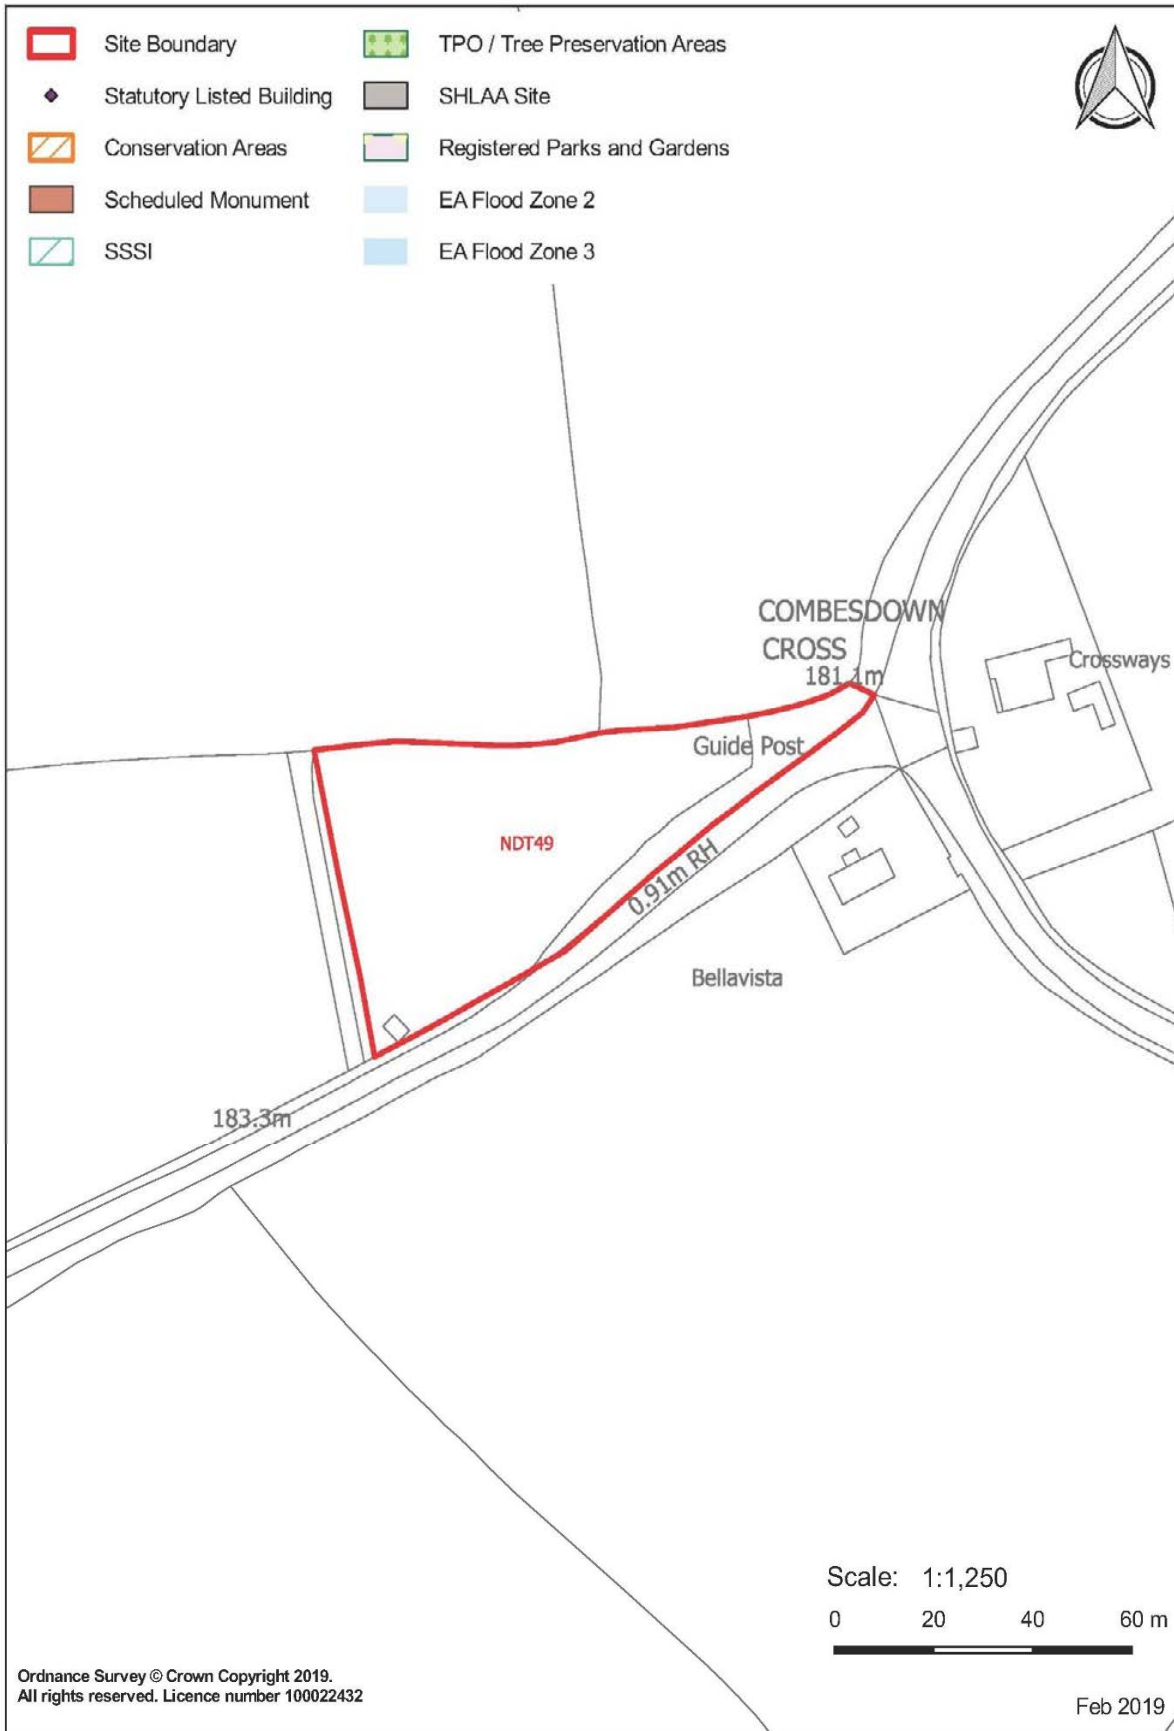 Site Boundary
Statutory Listed Building
Conservation Areas
Scheduled Monument
SSSI
TPO / Tree Preservation Areas
SHLAA Site
Registered Parks and Gardens
EA Flood Zone 2
EA Flood Zone 3
COMBESDOWN
CROSS
181.1m
Crossways
Guide Post
NDT49
0.91m RH
Bellavista
183.3m
Scale: 1:1,250
0 20 40 60 m
Ordnance Survey © Crown Copyright 2019.
All rights reserved. Licence number 100022432
Feb 2019